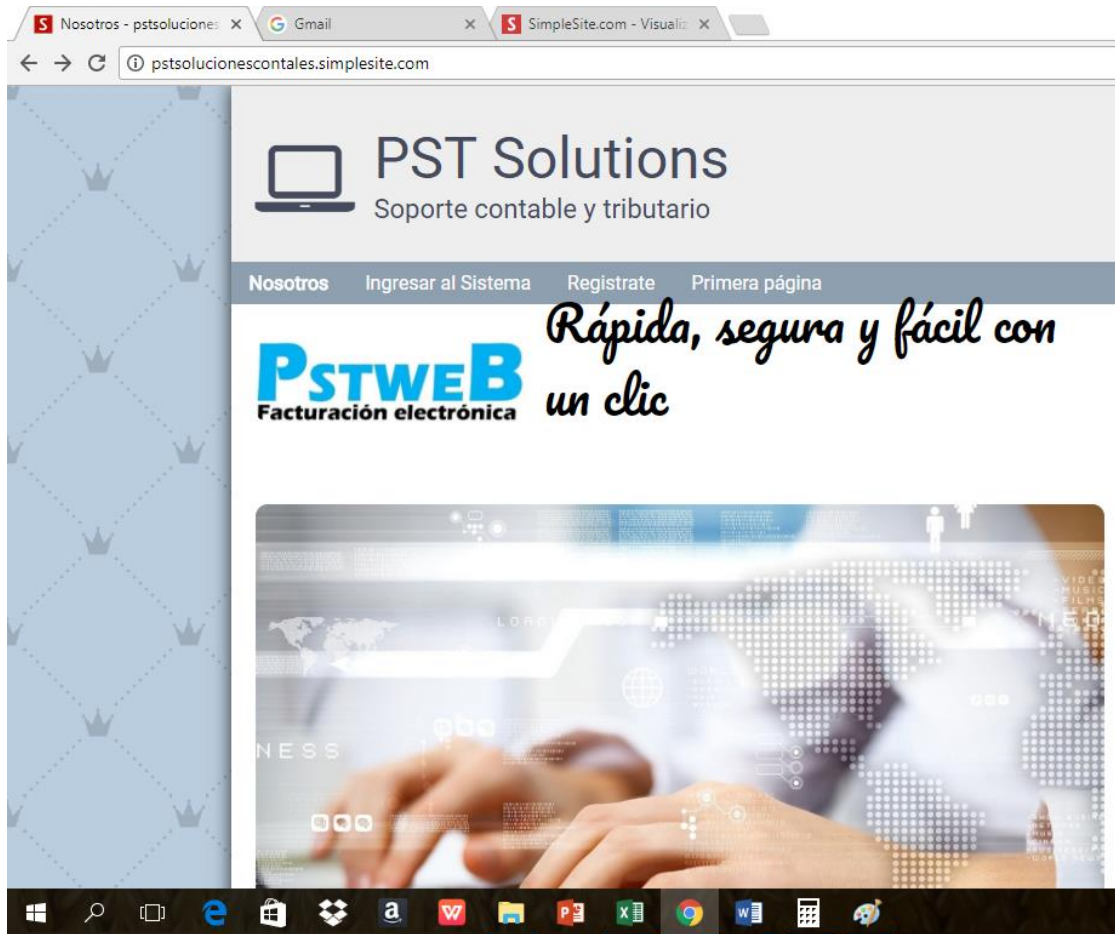 Nosotros - pstsoluciones
Gmail
SimpleSite.com - Visualiz
pstsolucionescontales.simplesite.com
PST Solutions
Soporte contable y tributario
Nosotros Ingresar al Sistema Registrate Primera página
Rápida, segura y fácil con
un clic
PSTWEB
Facturación electrónica
NESS